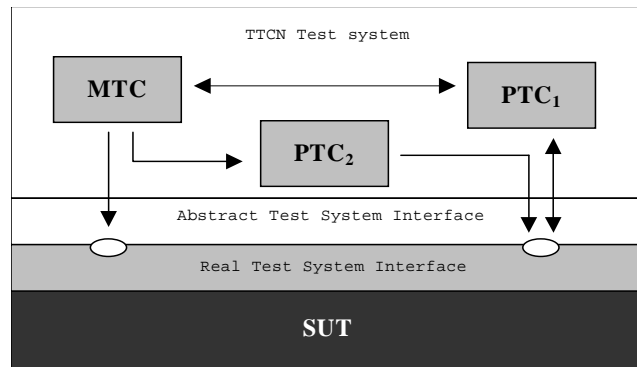 TTCN Test system
MTC
PTC₁
PTC₂
Abstract Test System Interface
Real Test System Interface
SUT